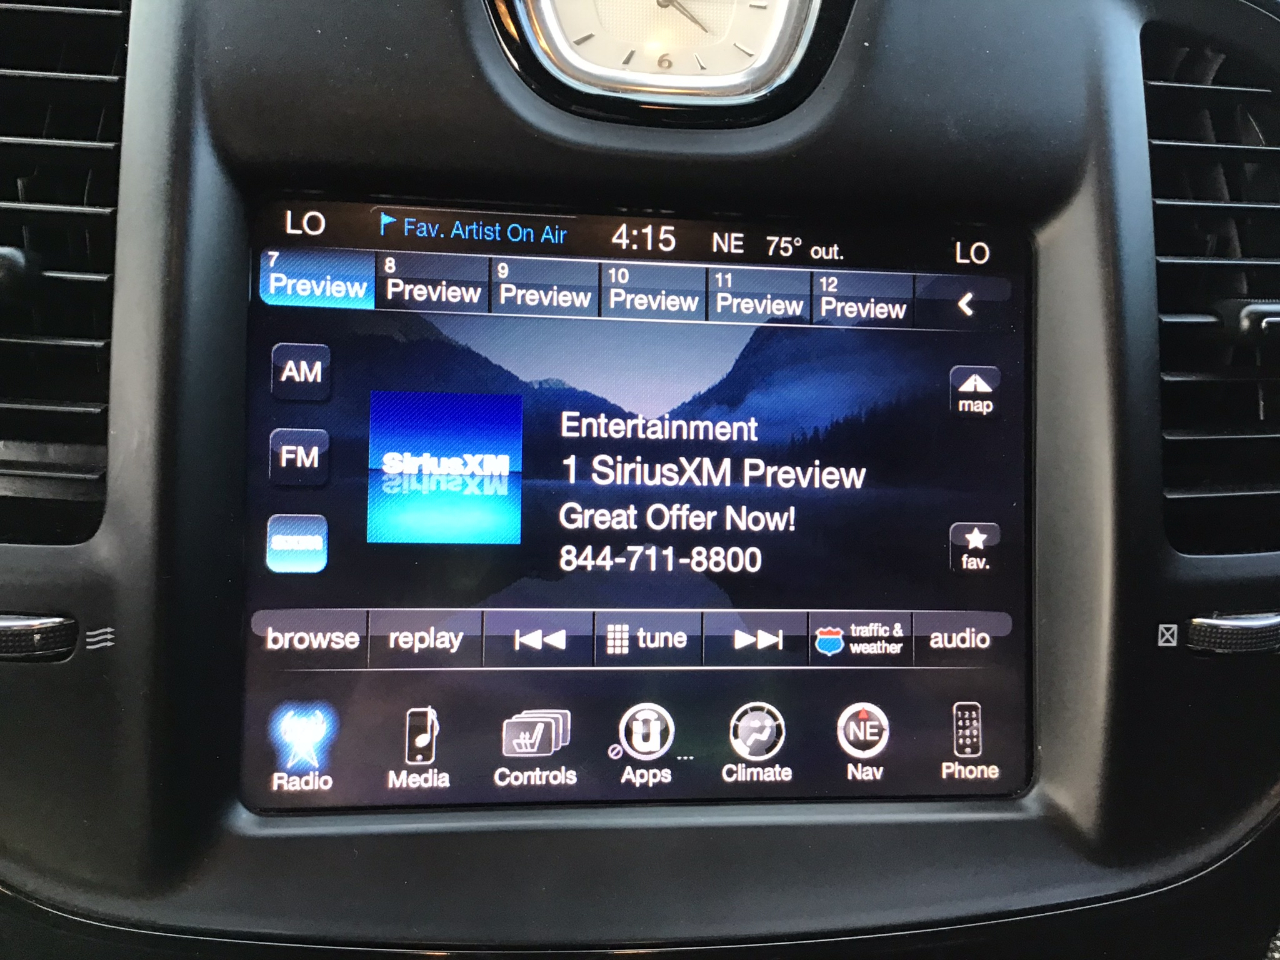 6
LO
Fav. Artist On Air
4:15
NE
75° out.
LO
7
Preview
8
Preview
9
Preview
10
Preview
11
Preview
12
Preview
AM
map
SiriusXM
Entertainment
1 SiriusXM Preview
Great Offer Now!
844-711-8800
FM
fav.
browse
replay
tune
traffic &
weather
audio
Radio
Media
Controls
u
Apps
...
Climate
NE
Nav
Phone